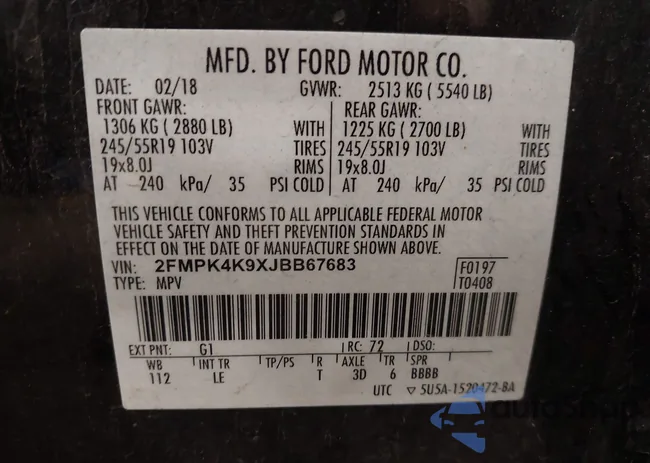 MFD. BY FORD MOTOR CO.
DATE: 02/18 GVWR: 2513 KG ( 5540 LB)
FRONT GAWR: REAR GAWR:
1306 KG ( 2880 LB) WITH 1225 KG ( 2700 LB) WITH
245/55R19 103V TIRES 245/55R19 103V TIRES
19x8.0J RIMS 19x8.0J RIMS
AT 240 kPa/ 35 PSI COLD AT 240 kPa/ 35 PSI COLD
THIS VEHICLE CONFORMS TO ALL APPLICABLE FEDERAL MOTOR
VEHICLE SAFETY AND THEFT PREVENTION STANDARDS IN
EFFECT ON THE DATE OF MANUFACTURE SHOWN ABOVE.
VIN: 2FMPK4K9XJBB67683 F0197
TYPE: MPV T0408
EXT PNT: G1 RC: 72 DSO:
WB INT TR TP/PS R AXLE TR SPR
112 LE T 3D 6 BBBB
UTC ▽ 5U5A-1520472-BA
autoshop